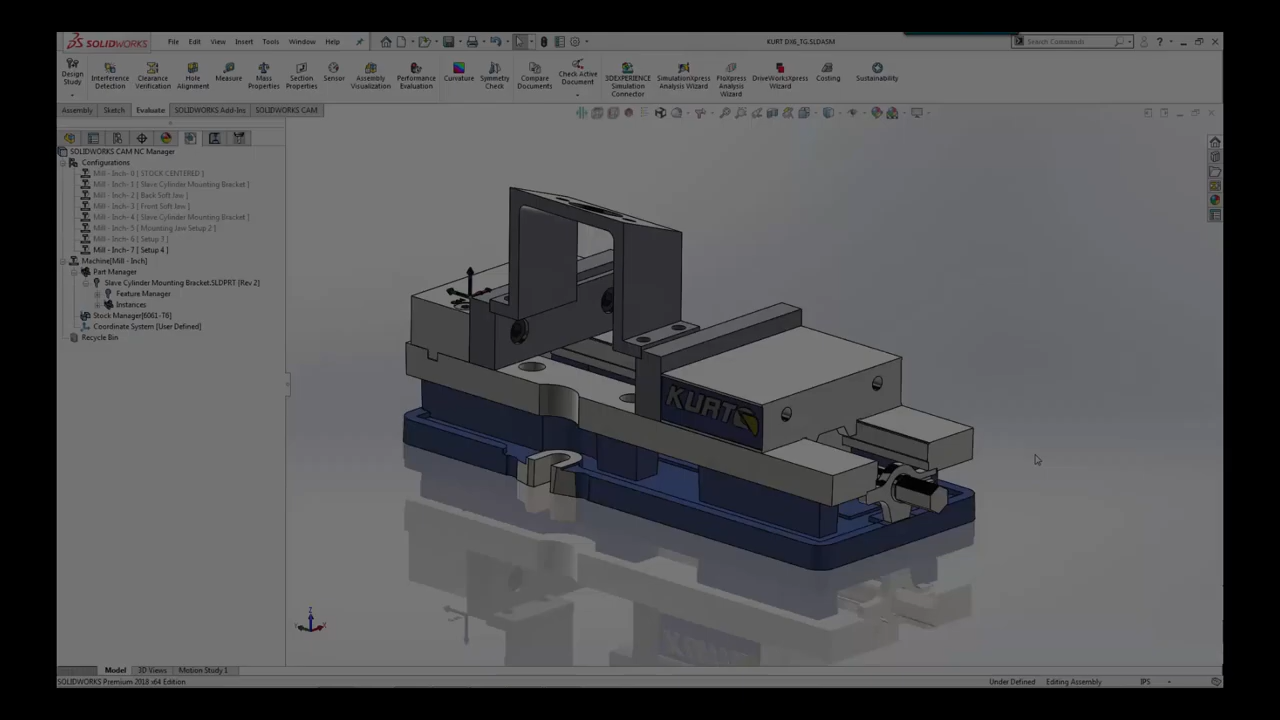 SOLIDWORKS File Edit View Insert Tools Window Help KURT DX6_TG.SLDASM Search Commands
Design Study Interference Detection Clearance Verification Hole Alignment Measure Mass Properties Section Properties Sensor Assembly Visualization Performance Evaluation Curvature Symmetry Check Compare Documents Check Active Document 3DEXPERIENCE Simulation Connector SimulationXpress Analysis Wizard FloXpress Analysis Wizard DriveWorksXpress Wizard Costing Sustainability
Assembly Sketch Evaluate SOLIDWORKS Add-Ins SOLIDWORKS CAM
SOLIDWORKS CAM NC Manager
Configurations
Mill - Inch- 0 [ STOCK CENTERED ]
Mill - Inch- 1 [ Slave Cylinder Mounting Bracket ]
Mill - Inch- 2 [ Back Soft Jaw ]
Mill - Inch- 3 [ Front Soft Jaw ]
Mill - Inch- 4 [ Slave Cylinder Mounting Bracket ]
Mill - Inch- 5 [ Mounting Jaw Setup 2 ]
Mill - Inch- 6 [ Setup 3 ]
Mill - Inch- 7 [ Setup 4 ]
Machine[Mill - Inch]
Part Manager
Slave Cylinder Mounting Bracket.SLDPRT [Rev 2]
Feature Manager
Instances
Stock Manager[6061-T6]
Coordinate System [User Defined]
Recycle Bin
KURT
Z
Model 3D Views Motion Study 1
SOLIDWORKS Premium 2018 x64 Edition Under Defined Editing Assembly IPS